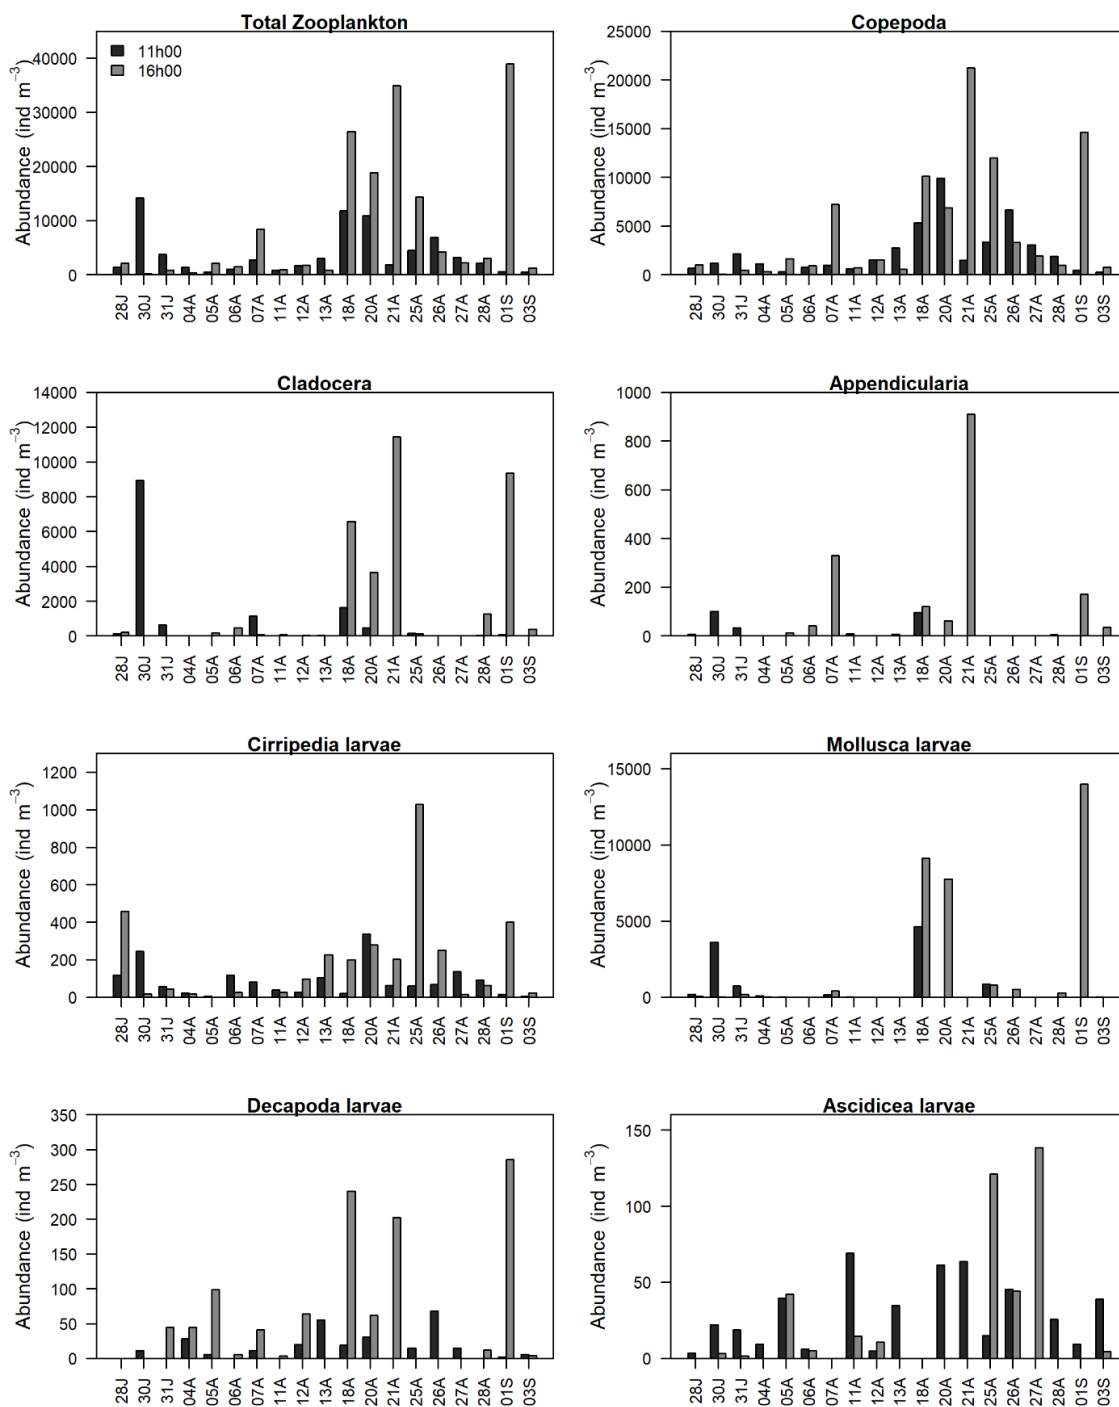 Total Zooplankton
Abundance (ind m⁻³)
40000
30000
20000
10000
0
11h00
16h00
28J 30J 31J 04A 05A 06A 07A 11A 12A 13A 18A 20A 21A 25A 26A 27A 28A 01S 03S
Copepoda
Abundance (ind m⁻³)
25000
20000
15000
10000
5000
0
28J 30J 31J 04A 05A 06A 07A 11A 12A 13A 18A 20A 21A 25A 26A 27A 28A 01S 03S
Cladocera
Abundance (ind m⁻³)
14000
12000
10000
8000
6000
4000
2000
0
28J 30J 31J 04A 05A 06A 07A 11A 12A 13A 18A 20A 21A 25A 26A 27A 28A 01S 03S
Appendicularia
Abundance (ind m⁻³)
1000
800
600
400
200
0
28J 30J 31J 04A 05A 06A 07A 11A 12A 13A 18A 20A 21A 25A 26A 27A 28A 01S 03S
Cirripedia larvae
Abundance (ind m⁻³)
1200
1000
800
600
400
200
0
28J 30J 31J 04A 05A 06A 07A 11A 12A 13A 18A 20A 21A 25A 26A 27A 28A 01S 03S
Mollusca larvae
Abundance (ind m⁻³)
15000
10000
5000
0
28J 30J 31J 04A 05A 06A 07A 11A 12A 13A 18A 20A 21A 25A 26A 27A 28A 01S 03S
Decapoda larvae
Abundance (ind m⁻³)
350
300
250
200
150
100
50
0
28J 30J 31J 04A 05A 06A 07A 11A 12A 13A 18A 20A 21A 25A 26A 27A 28A 01S 03S
Ascidicea larvae
Abundance (ind m⁻³)
150
100
50
0
28J 30J 31J 04A 05A 06A 07A 11A 12A 13A 18A 20A 21A 25A 26A 27A 28A 01S 03S